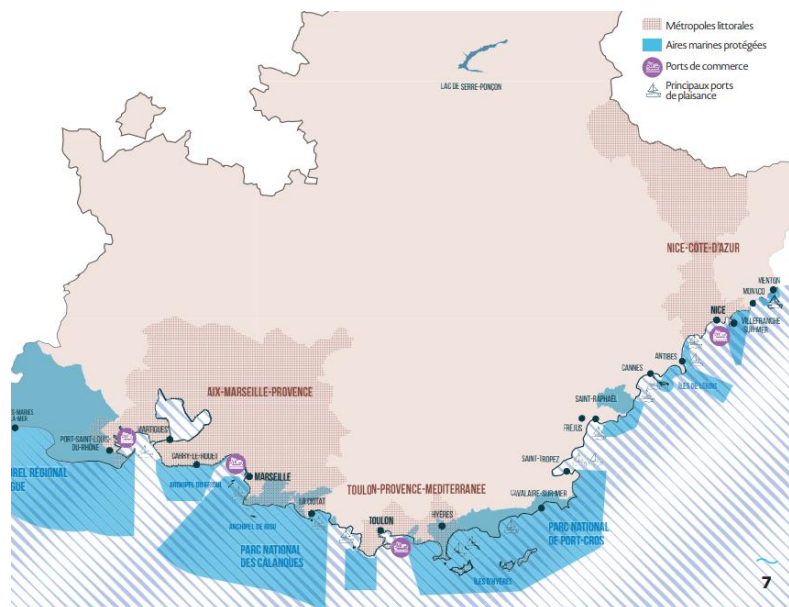 Métropoles littorales
Aires marines protégées
Ports de commerce
Principaux ports
de plaisance
LAC DE SERRE-PONÇON
NICE-CÔTE-D'AZUR
MENTON
MONACO
NICE
VILLEFRANCHE
SUR-MER
ANTIBES
CANNES
ÎLES DE LÉRINS
SAINT-RAPHAËL
FRÉJUS
AIX-MARSEILLE-PROVENCE
MARTIGUES
PORT-SAINT-LOUIS-
DU-RHÔNE
CARRY-LE-ROUET
MARSEILLE
SAINT-TROPEZ
TOULON-PROVENCE-MEDITERRANEE
CAVALAIRE-SUR-MER
LA CIOTAT
TOULON
HYÈRES
ARCHIPEL DE RIOU
PARC NATIONAL
DE PORT-CROS
PARC NATIONAL
DES CALANQUES
ÎLES D'HYÈRES
7